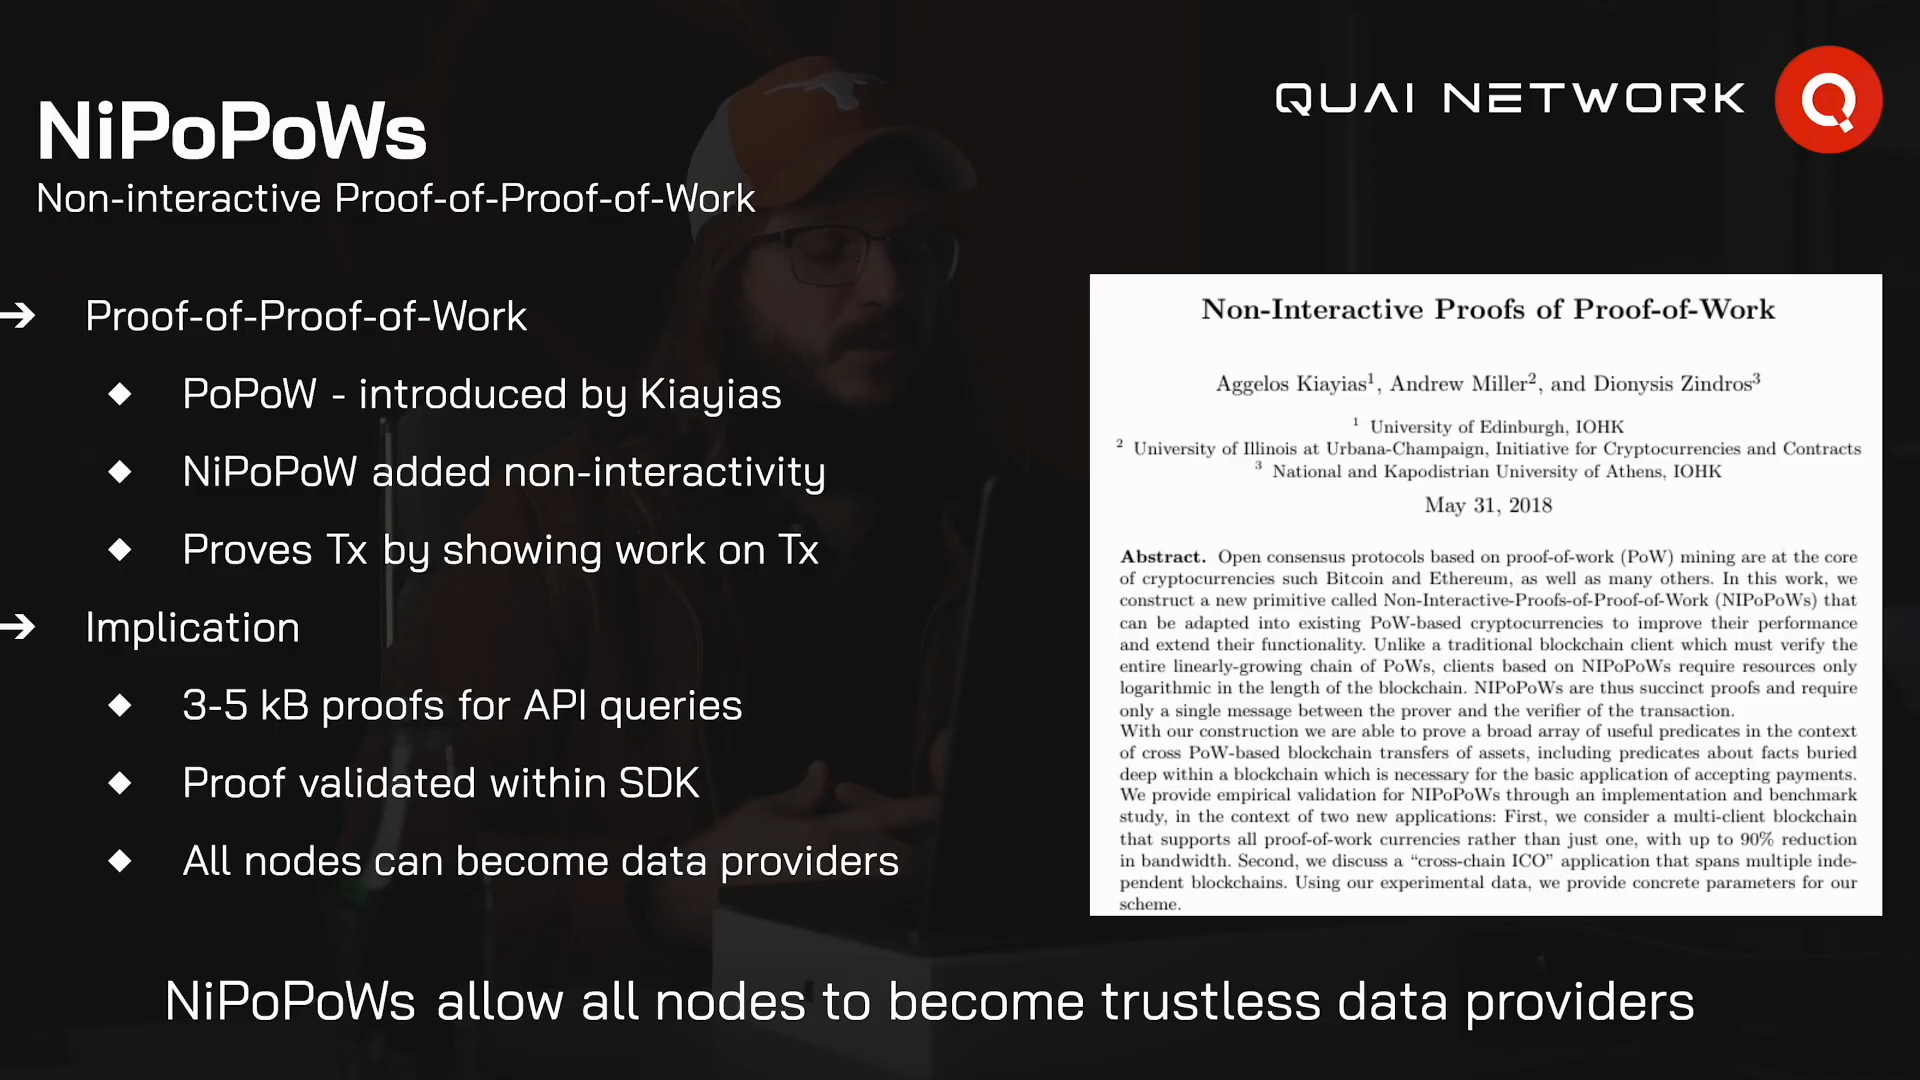 NiPoPoWs
Non-interactive Proof-of-Proof-of-Work
QUAI NETWORK
➔ Proof-of-Proof-of-Work
◆ PoPoW - introduced by Kiayias
◆ NiPoPoW added non-interactivity
◆ Proves Tx by showing work on Tx
➔ Implication
◆ 3-5 kB proofs for API queries
◆ Proof validated within SDK
◆ All nodes can become data providers
Non-Interactive Proofs of Proof-of-Work
Aggelos Kiayias¹, Andrew Miller², and Dionysis Zindros³
¹ University of Edinburgh, IOHK
² University of Illinois at Urbana-Champaign, Initiative for Cryptocurrencies and Contracts
³ National and Kapodistrian University of Athens, IOHK
May 31, 2018
Abstract. Open consensus protocols based on proof-of-work (PoW) mining are at the core
of cryptocurrencies such Bitcoin and Ethereum, as well as many others. In this work, we
construct a new primitive called Non-Interactive-Proofs-of-Proof-of-Work (NIPoPoWs) that
can be adapted into existing PoW-based cryptocurrencies to improve their performance
and extend their functionality. Unlike a traditional blockchain client which must verify the
entire linearly-growing chain of PoWs, clients based on NIPoPoWs require resources only
logarithmic in the length of the blockchain. NIPoPoWs are thus succinct proofs and require
only a single message between the prover and the verifier of the transaction.
With our construction we are able to prove a broad array of useful predicates in the context
of cross PoW-based blockchain transfers of assets, including predicates about facts buried
deep within a blockchain which is necessary for the basic application of accepting payments.
We provide empirical validation for NIPoPoWs through an implementation and benchmark
study, in the context of two new applications: First, we consider a multi-client blockchain
that supports all proof-of-work currencies rather than just one, with up to 90% reduction
in bandwidth. Second, we discuss a “cross-chain ICO” application that spans multiple inde-
pendent blockchains. Using our experimental data, we provide concrete parameters for our
scheme.
NiPoPoWs allow all nodes to become trustless data providers